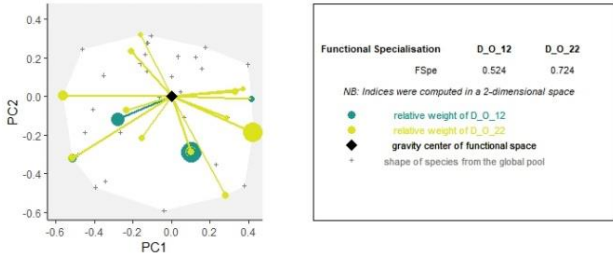 0.4
0.2
0.0
-0.2
-0.4
-0.6
PC2
-0.6 -0.4 -0.2 0.0 0.2 0.4
PC1
Functional Specialisation D_O_12 D_O_22
FSpe 0.524 0.724
NB: Indices were computed in a 2-dimensional space
relative weight of D_O_12
relative weight of D_O_22
gravity center of functional space
shape of species from the global pool